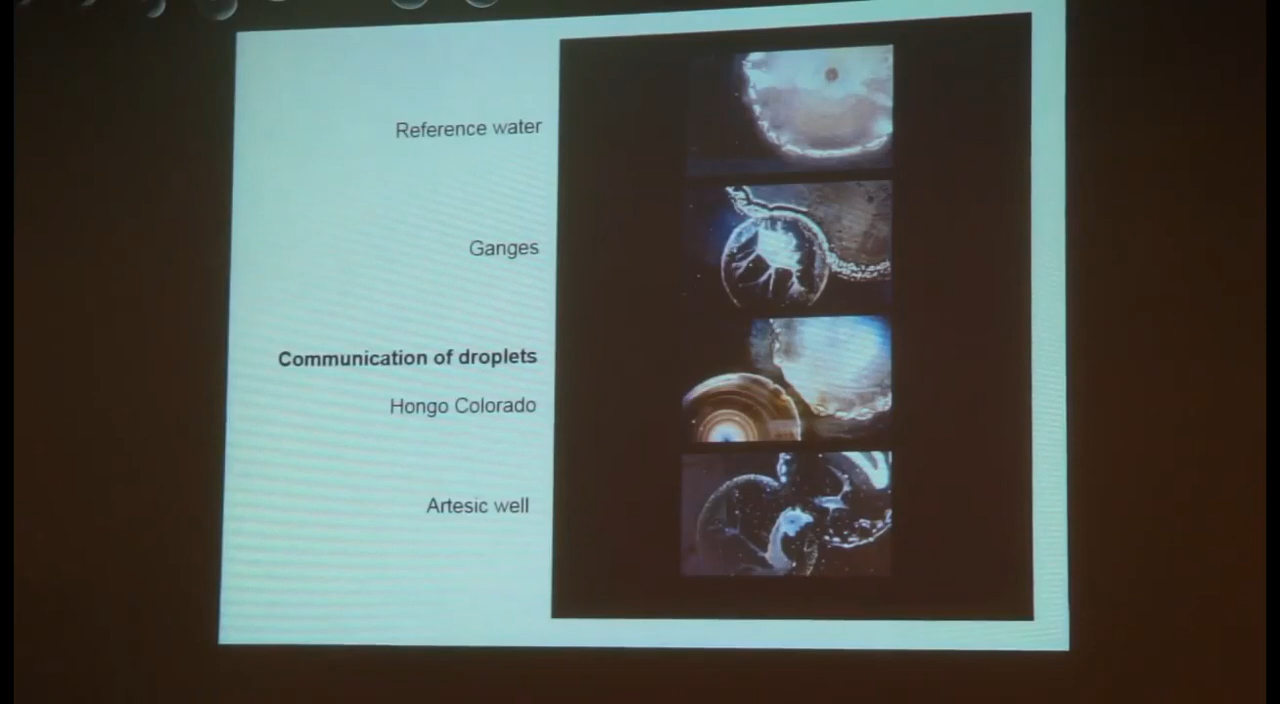 Reference water
Ganges
Communication of droplets
Hongo Colorado
Artesic well